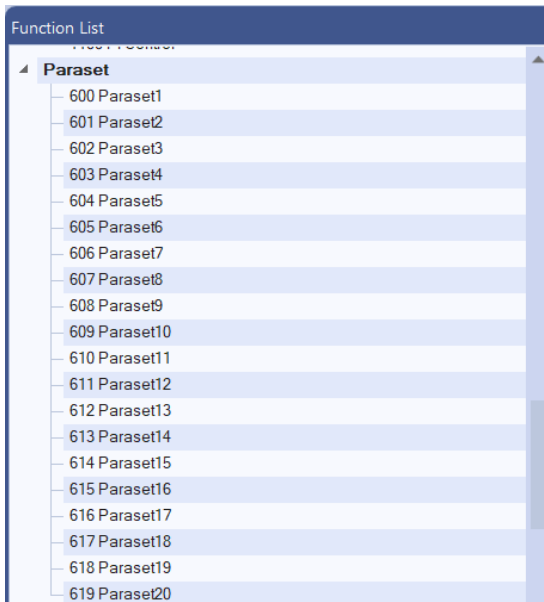 Function List
Paraset
600 Paraset1
601 Paraset2
602 Paraset3
603 Paraset4
604 Paraset5
605 Paraset6
606 Paraset7
607 Paraset8
608 Paraset9
609 Paraset10
610 Paraset11
611 Paraset12
612 Paraset13
613 Paraset14
614 Paraset15
615 Paraset16
616 Paraset17
617 Paraset18
618 Paraset19
619 Paraset20